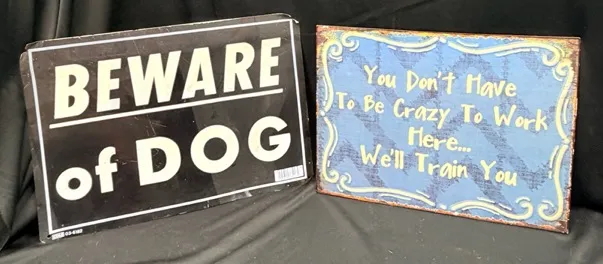 BEWARE
of DOG
You Don't Have
To Be Crazy To Work
Here...
We'll Train You